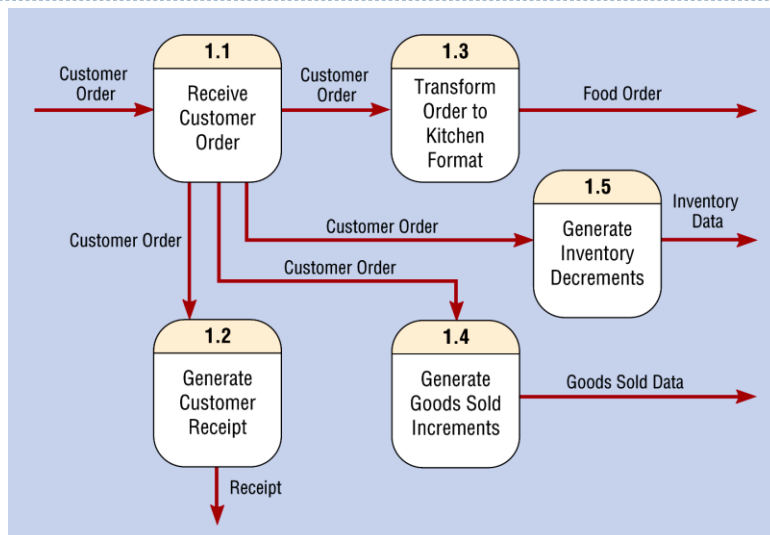 1.1
Receive
Customer
Order
1.3
Transform
Order to
Kitchen
Format
Customer
Order
Customer
Order
Food Order
1.5
Generate
Inventory
Decrements
Inventory
Data
Customer Order
Customer Order
Customer Order
1.2
Generate
Customer
Receipt
1.4
Generate
Goods Sold
Increments
Goods Sold Data
Receipt